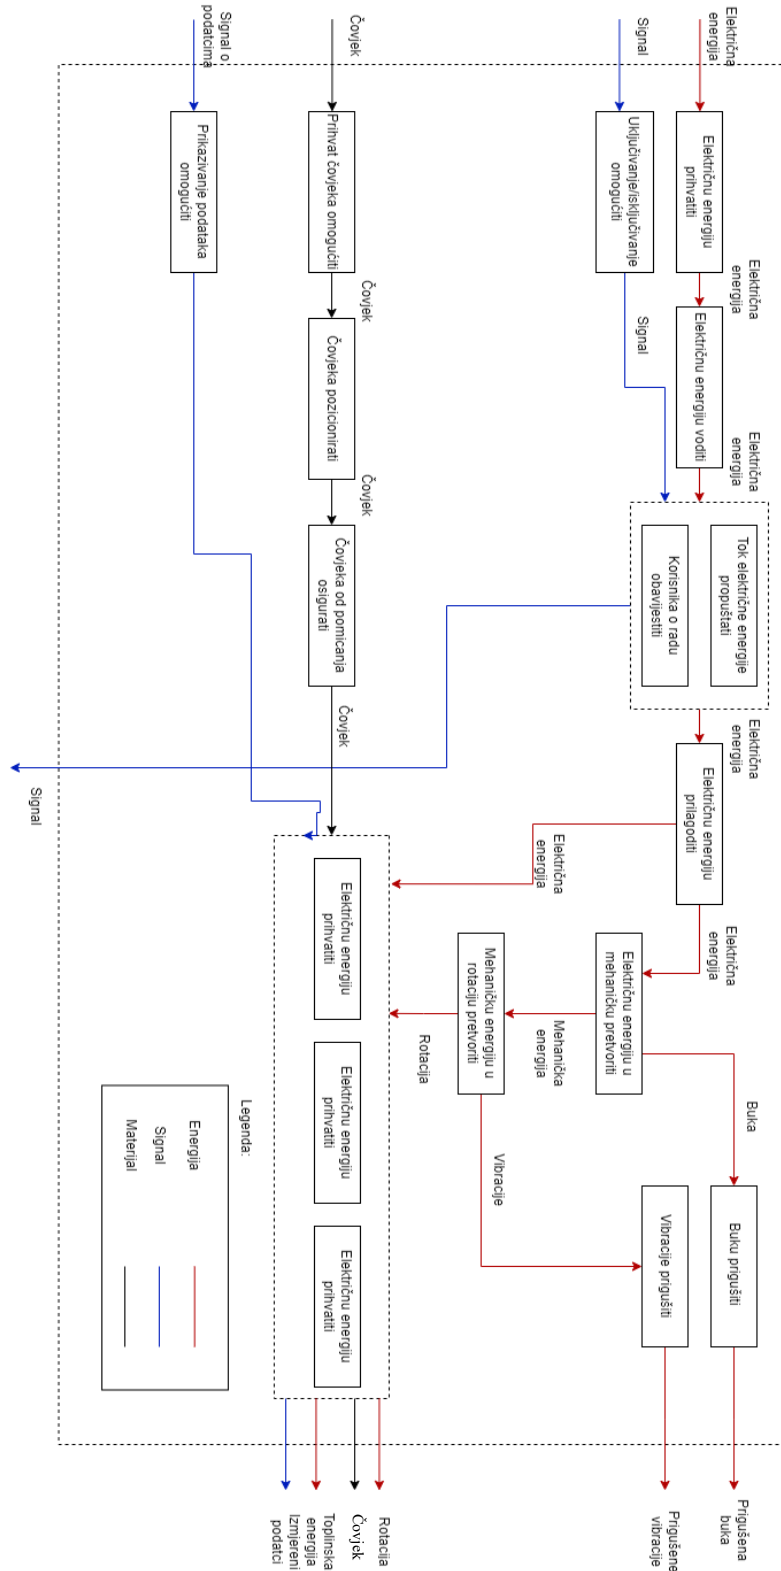 Električna
energija
Električnu energiju
prihvatiti
Električna
energija
Električnu energiju voditi
Električna
energija
Tok električne energije
propuštati
Korisnika o radu
obavijestiti
Električna
energija
Električnu energiju
prilagoditi
Električna
energija
Buka
Buku prigušiti
Prigušena
buka
Signal
Uključivanje/isključivanje
omogućiti
Signal
Električnu energiju u
mehaničku pretvoriti
Vibracije prigušiti
Prigušene
vibracije
Električna
energija
Mehanička
energija
Mehaničku energiju u
rotaciju pretvoriti
Vibracije
Rotacija
Čovjek
Prihvat čovjeka omogućiti
Čovjek
Čovjeka pozicionirati
Čovjek
Čovjeka od pomicanja
osigurati
Čovjek
Električnu energiju
prihvatiti
Električnu energiju
prihvatiti
Električnu energiju
prihvatiti
Rotacija
Čovjek
Toplinska
energija
Izmjereni
podatci
Signal o
podatcima
Prikazivanje podataka
omogućiti
Signal
Legenda:
Energija
Signal
Materijal